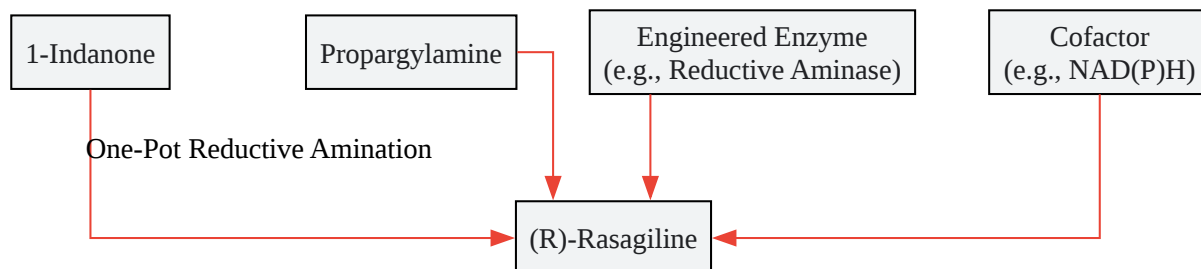 1-Indanone
Propargylamine
Engineered Enzyme
(e.g., Reductive Aminase)
Cofactor
(e.g., NAD(P)H)
One-Pot Reductive Amination
(R)-Rasagiline